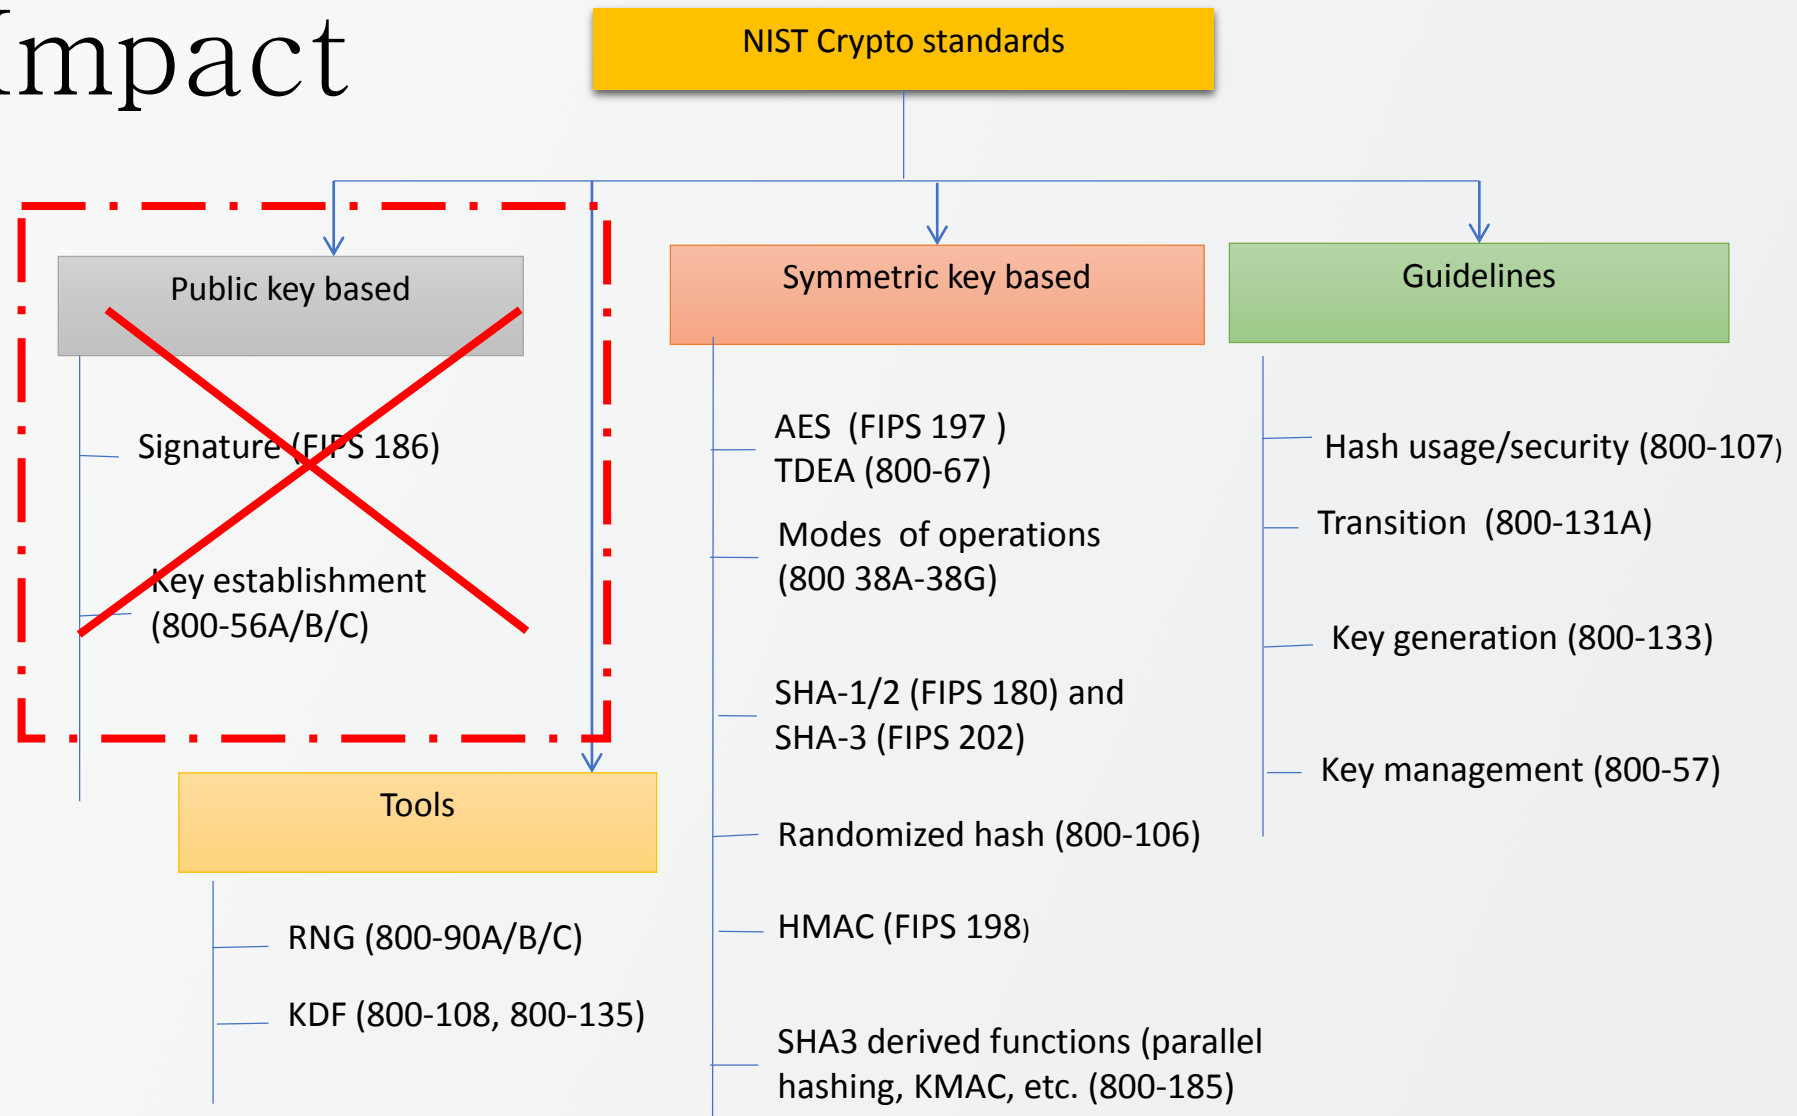 Impact
NIST Crypto standards
Public key based
Signature (FIPS 186)
Key establishment
(800-56A/B/C)
Tools
RNG (800-90A/B/C)
KDF (800-108, 800-135)
Symmetric key based
AES (FIPS 197 )
TDEA (800-67)
Modes of operations
(800 38A-38G)
SHA-1/2 (FIPS 180) and
SHA-3 (FIPS 202)
Randomized hash (800-106)
HMAC (FIPS 198)
SHA3 derived functions (parallel
hashing, KMAC, etc. (800-185)
Guidelines
Hash usage/security (800-107)
Transition (800-131A)
Key generation (800-133)
Key management (800-57)